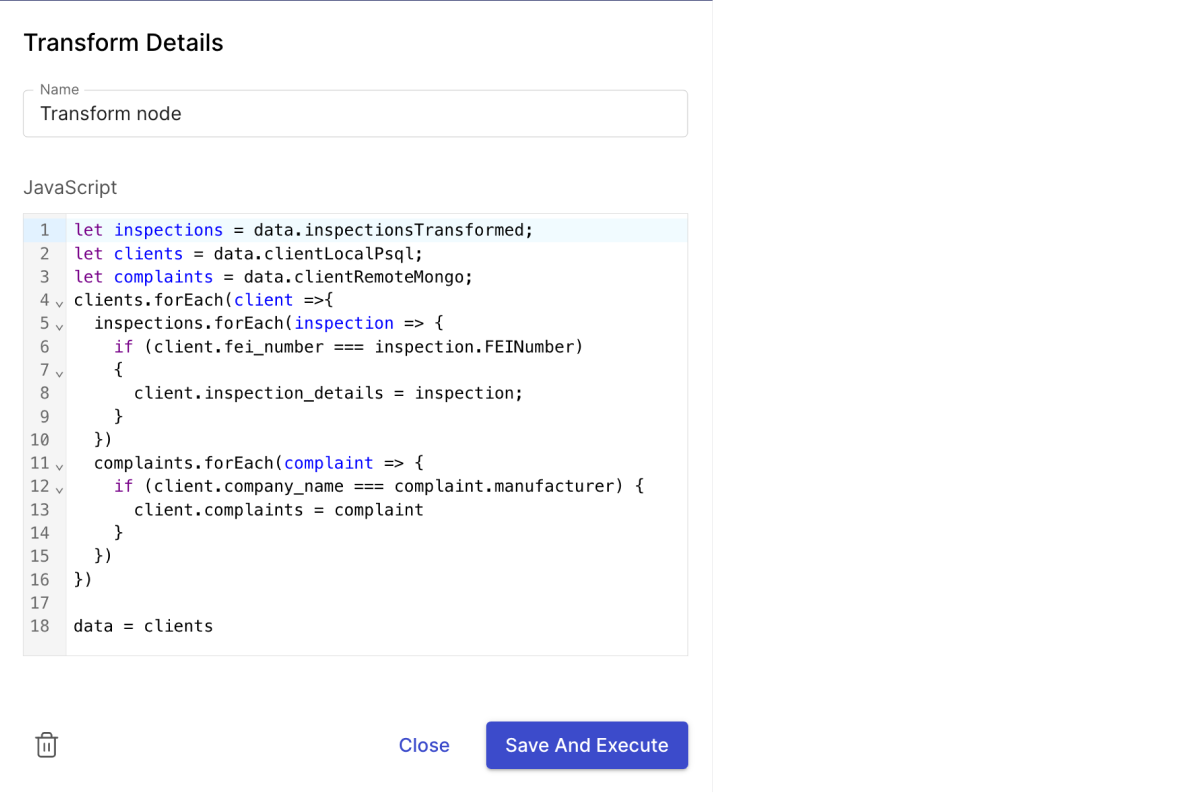 Transform Details
Name
Transform node
JavaScript
1 let inspections = data.inspectionsTransformed;
2 let clients = data.clientLocalPsql;
3 let complaints = data.clientRemoteMongo;
4 clients.forEach(client =>{
5   inspections.forEach(inspection => {
6     if (client.fei_number === inspection.FEINumber)
7     {
8       client.inspection_details = inspection;
9     }
10   })
11   complaints.forEach(complaint => {
12     if (client.company_name === complaint.manufacturer) {
13       client.complaints = complaint
14     }
15   })
16 })
17
18 data = clients
Close Save And Execute